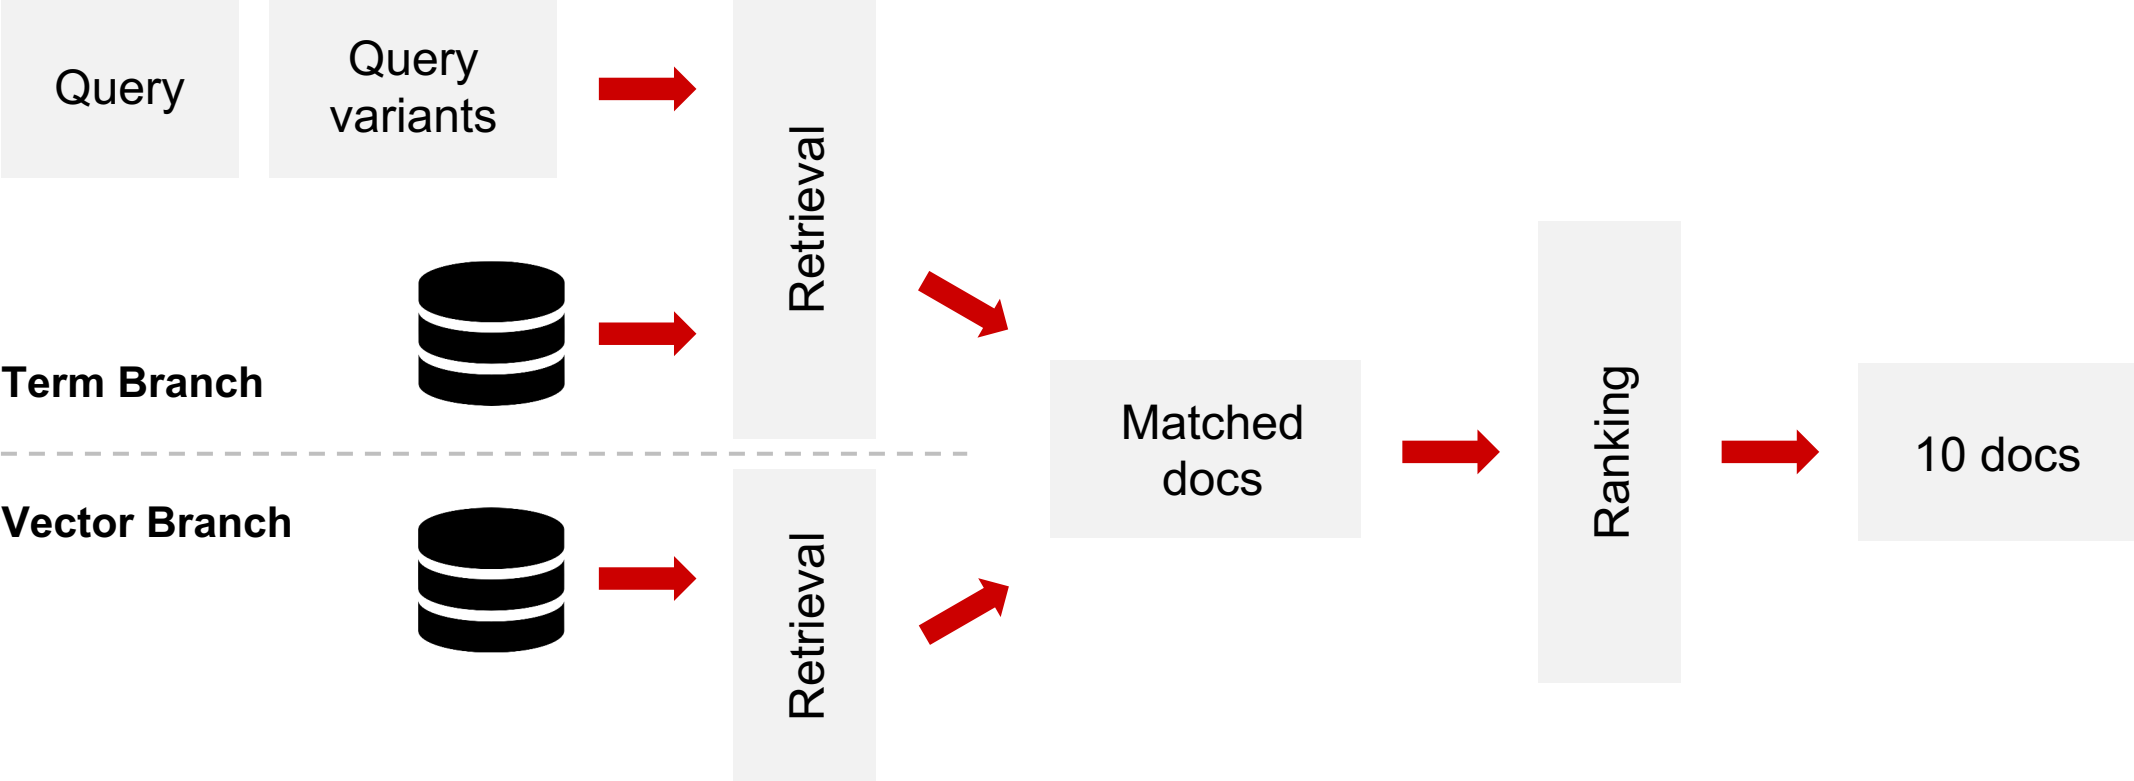 Query
Query
variants
Retrieval
Term Branch
Vector Branch
Retrieval
Matched
docs
Ranking
10 docs